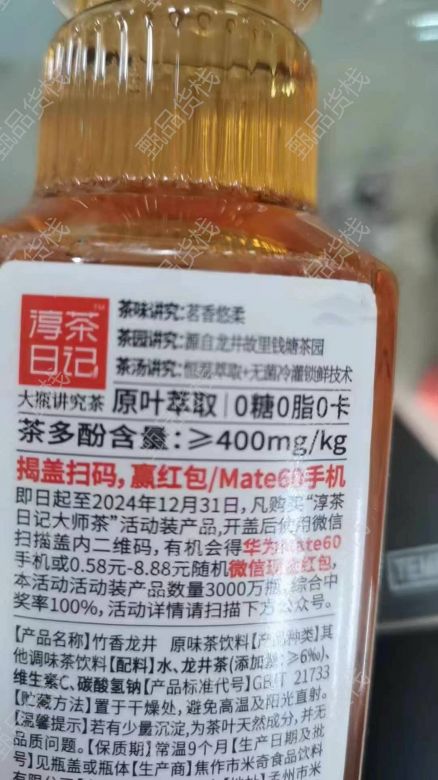 淳茶
日记
TM
茶味讲究:茗香悠柔
茶园讲究:源自龙井故里钱塘茶园
茶汤讲究:恒湿萃取+无菌冷灌锁鲜技术
大瓶讲究茶 原叶萃取 | 0糖0脂0卡
茶多酚含量:≥400mg/kg
揭盖扫码,赢红包/Mate60手机
即日起至2024年12月31日,凡购买“淳茶
日记大师茶”活动装产品,开盖后使用微信
扫描盖内二维码,有机会得华为Mate60
手机或0.58元-8.88元随机微信现金红包,
本活动活动装产品数量3000万瓶,综合中
奖率100%,活动详情请扫描下方公众号。
【产品名称】竹香龙井 原味茶饮料【产品种类】其
他调味茶饮料【配料】水、龙井茶(添加量:≥6‰)、
维生素C、碳酸氢钠【产品标准代号】GB/T 21733
【贮藏方法】置于干燥处,避免高温及阳光直射。
【温馨提示】若有少量沉淀,为茶叶天然成分,并无
品质问题。【保质期】常温9个月【生产日期及批
号】见瓶盖或瓶体【生产商】焦作市米奇食品饮料
甄品货栈